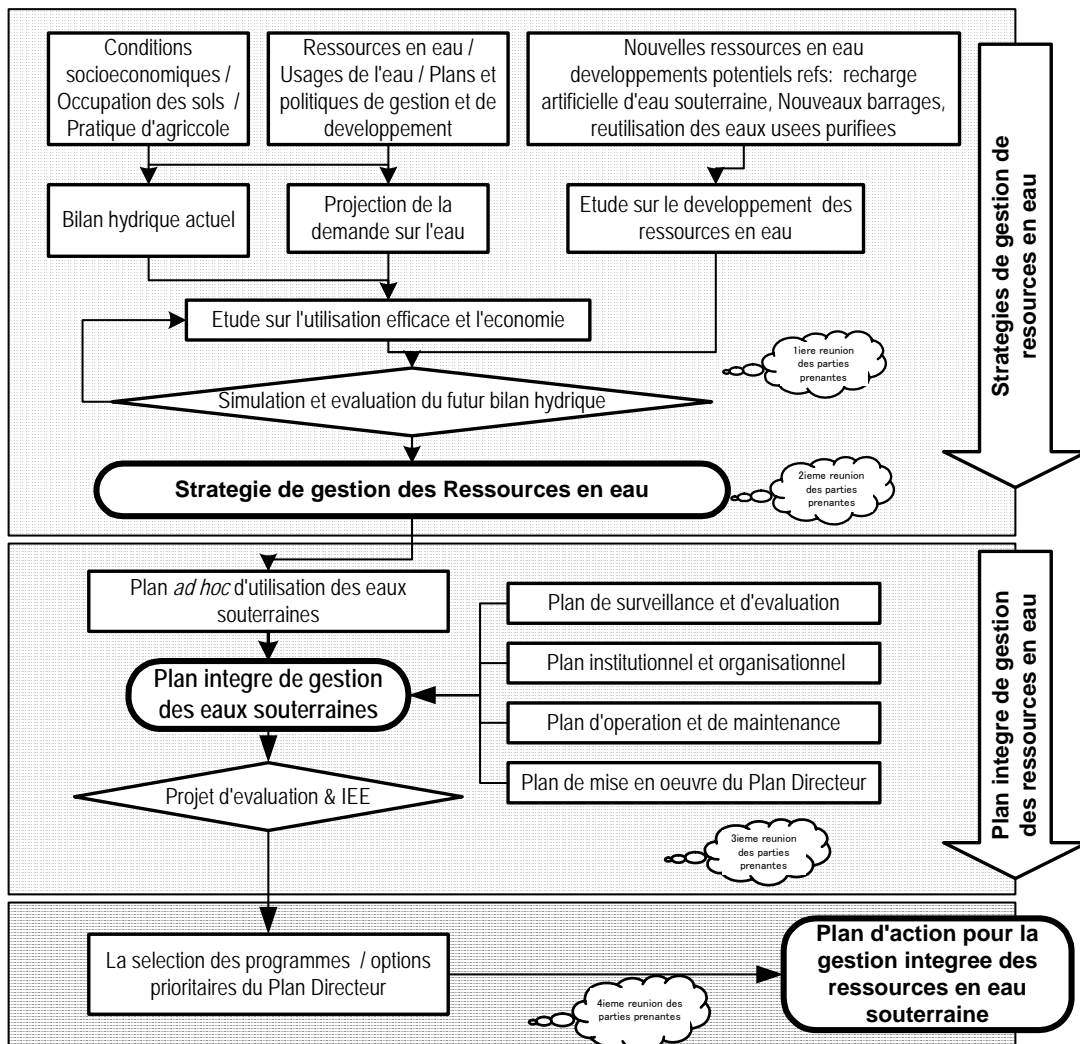 Conditions
socioeconomiques /
Occupation des sols /
Pratique d'agriccole
Ressources en eau /
Usages de l'eau / Plans et
politiques de gestion et de
developpement
Nouvelles ressources en eau
developpements potentiels refs: recharge
artificielle d'eau souterraine, Nouveaux barrages,
reutilisation des eaux usees purifiees
Bilan hydrique actuel
Projection de la
demande sur l'eau
Etude sur le developpement des
ressources en eau
Etude sur l'utilisation efficace et l'economie
1iere reunion
des parties
prenantes
Simulation et evaluation du futur bilan hydrique
Strategie de gestion des Ressources en eau
2ieme reunion
des parties
prenantes
Strategies de gestion de
resources en eau
Plan ad hoc d'utilisation des eaux
souterraines
Plan integre de gestion
des eaux souterraines
Plan de surveillance et d'evaluation
Plan institutionnel et organisationnel
Plan d'operation et de maintenance
Plan de mise en oeuvre du Plan Directeur
Projet d'evaluation & IEE
3ieme reunion
des parties
prenantes
Plan integre de gestion
des ressources en eau
La selection des programmes / options
prioritaires du Plan Directeur
4ieme reunion des
parties prenantes
Plan d'action pour la
gestion integree des
ressources en eau
souterraine